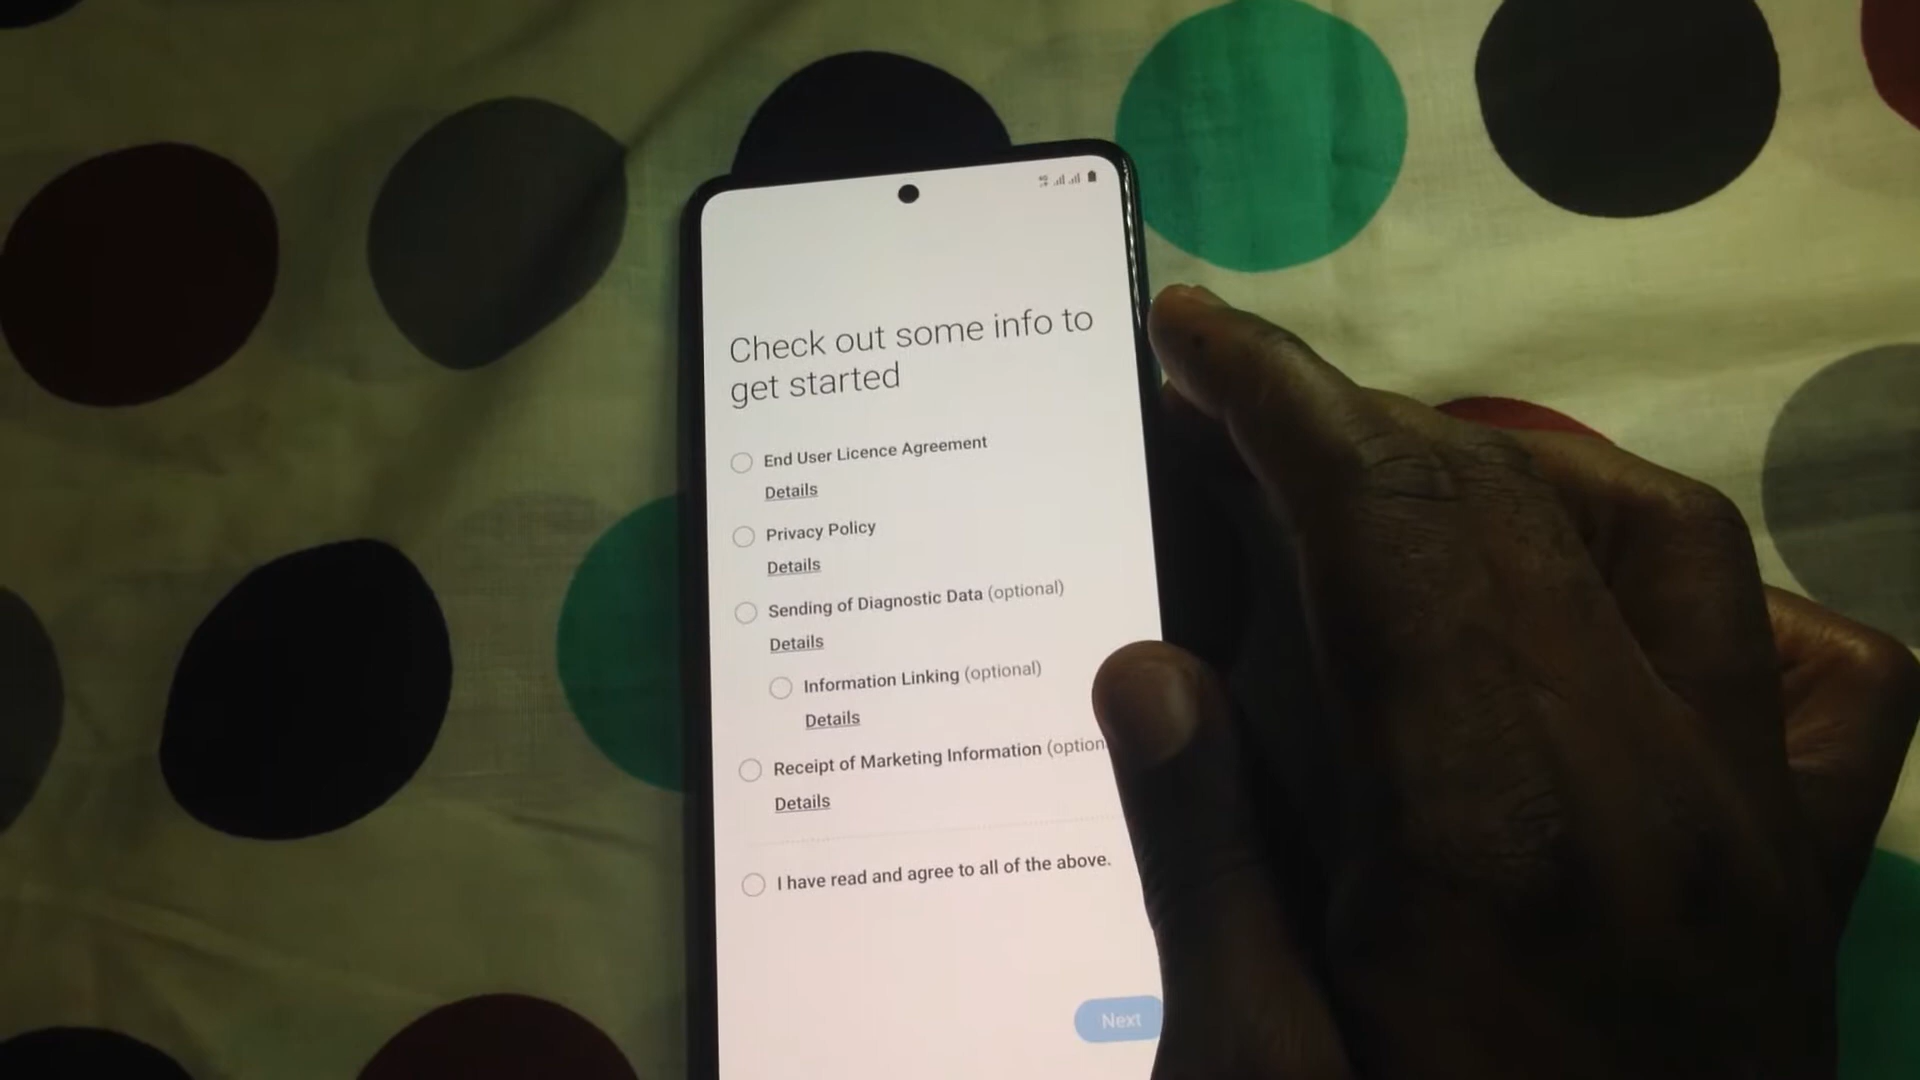 Check out some info to
get started
End User Licence Agreement
Details
Privacy Policy
Details
Sending of Diagnostic Data (optional)
Details
Information Linking (optional)
Details
Receipt of Marketing Information (option
Details
I have read and agree to all of the above.
Next